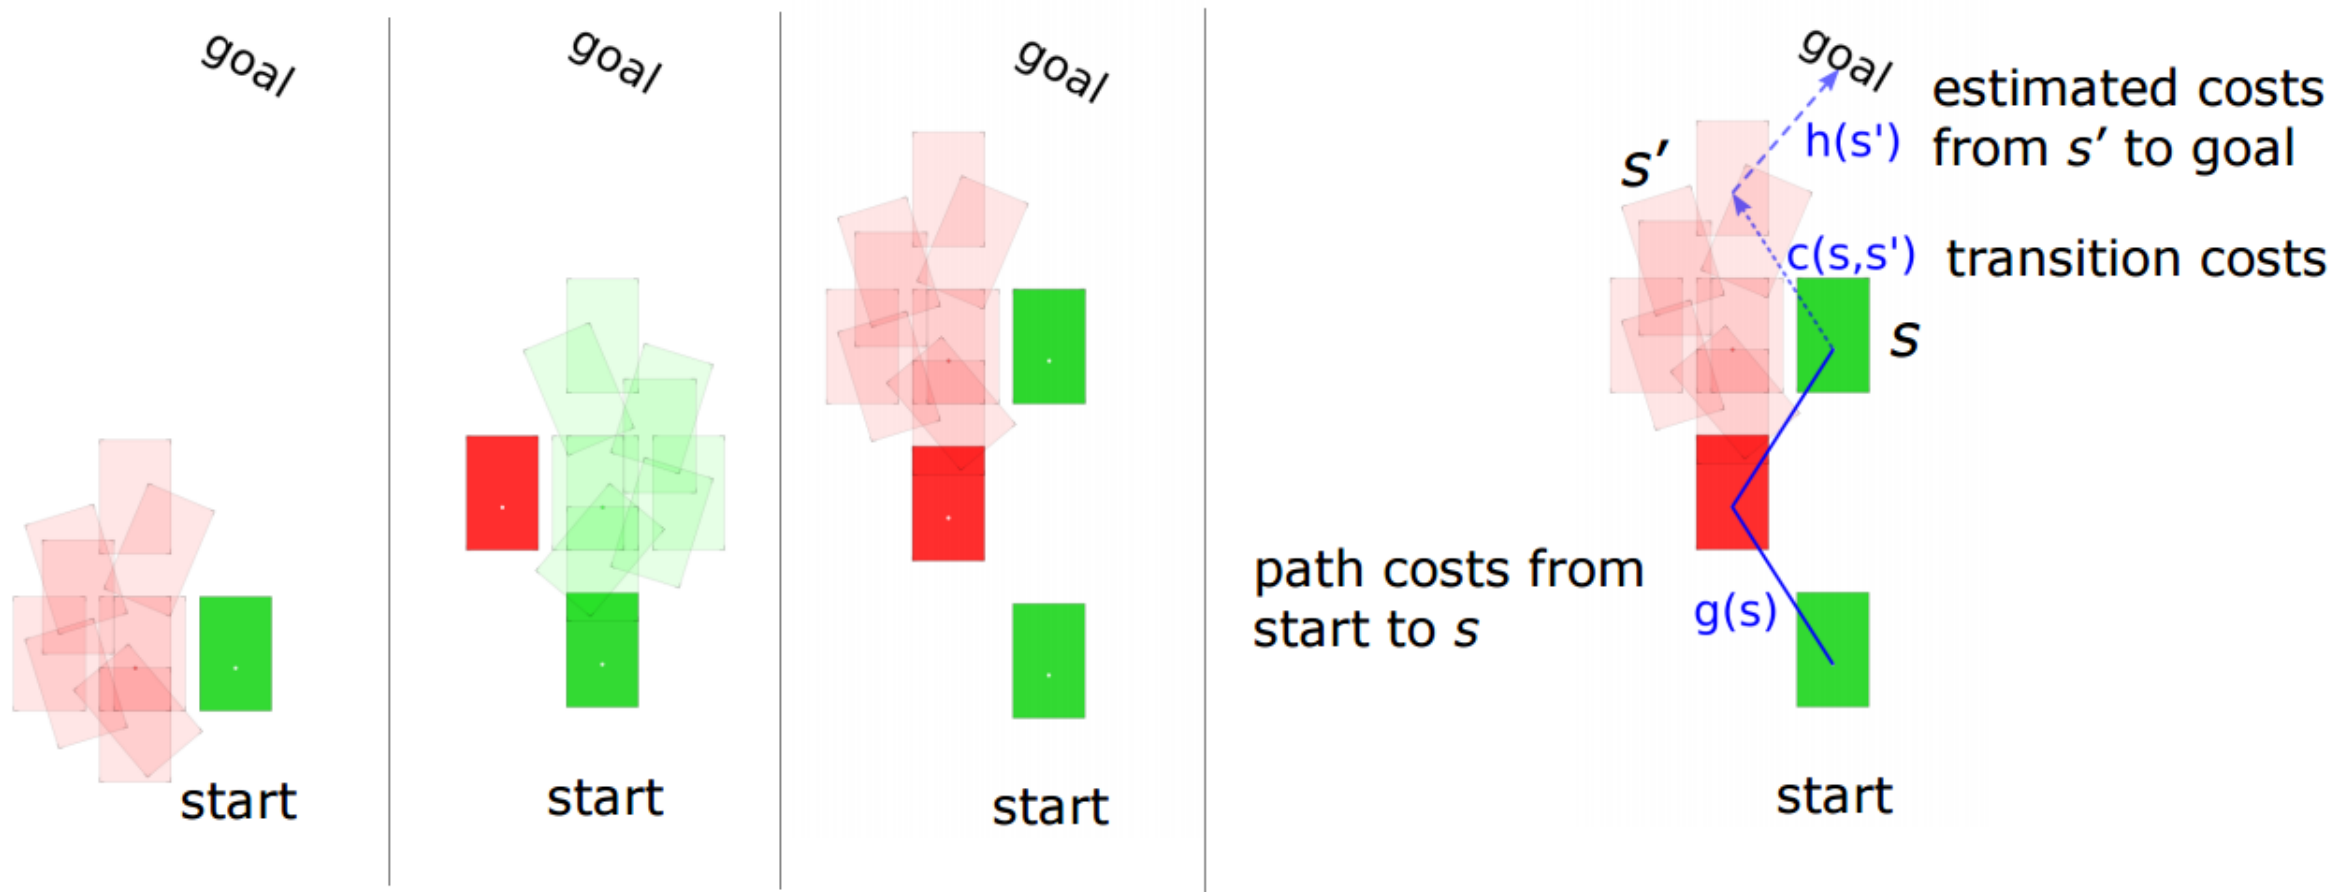 goal
start
goal
start
goal
start
goal
estimated costs
from s′ to goal
h(s')
s′
c(s,s')
transition costs
s
path costs from
start to s
g(s)
start